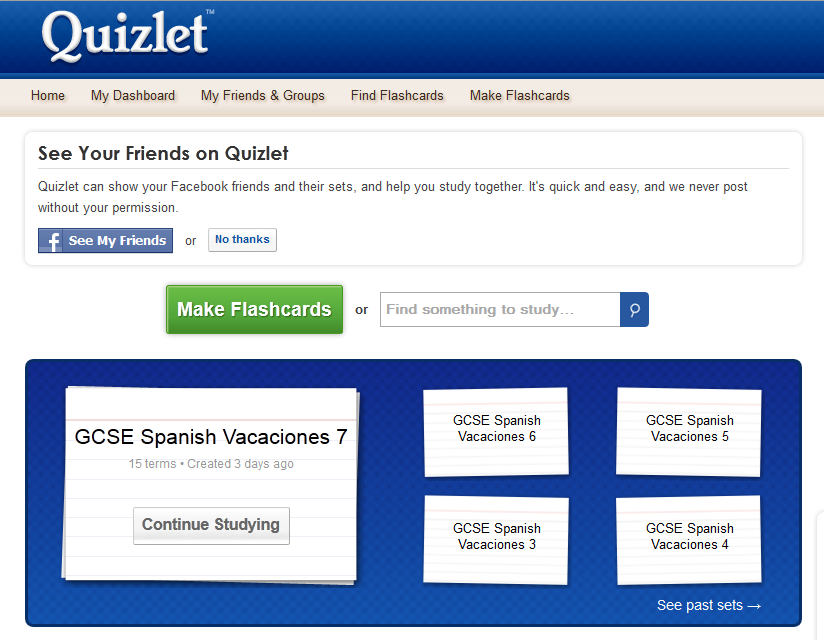 Quizlet™
Home My Dashboard My Friends & Groups Find Flashcards Make Flashcards
See Your Friends on Quizlet
Quizlet can show your Facebook friends and their sets, and help you study together. It's quick and easy, and we never post
without your permission.
f See My Friends or No thanks
Make Flashcards or Find something to study...
GCSE Spanish Vacaciones 7
15 terms • Created 3 days ago
Continue Studying
GCSE Spanish
Vacaciones 6
GCSE Spanish
Vacaciones 5
GCSE Spanish
Vacaciones 3
GCSE Spanish
Vacaciones 4
See past sets →